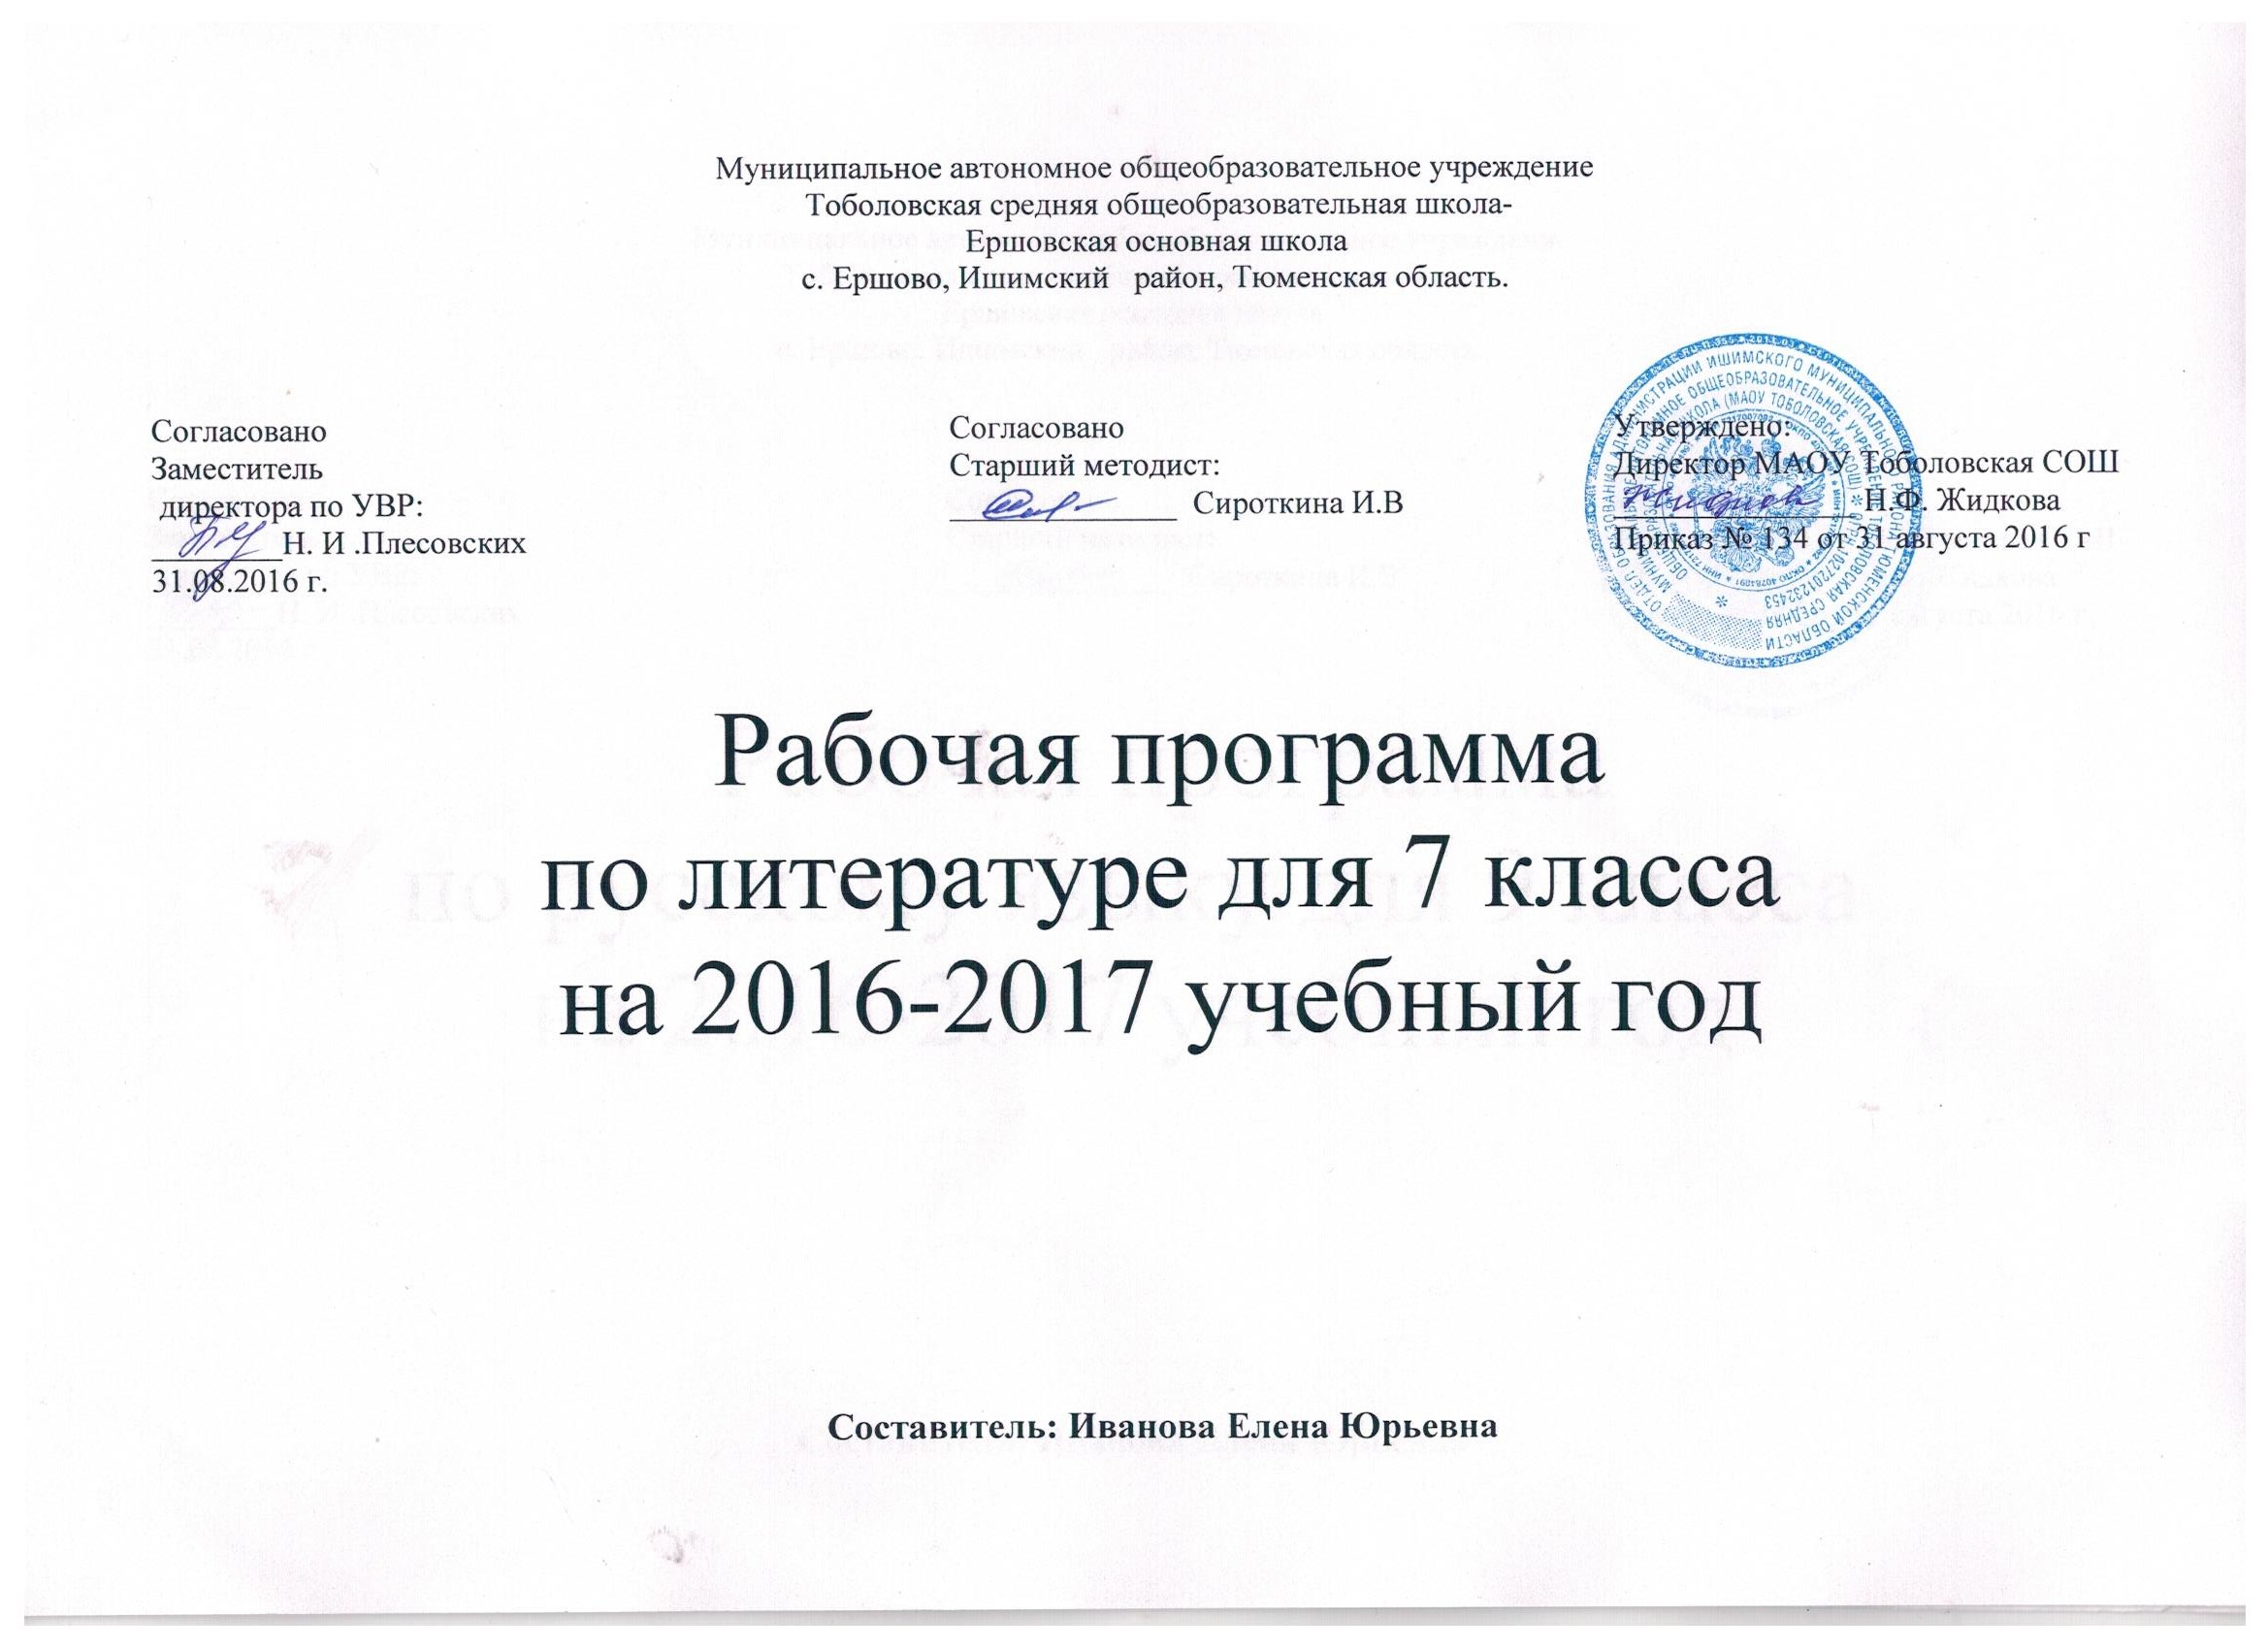 Муниципальное автономное общеобразовательное учреждение
Тоболовская средняя общеобразовательная школа-
Ершовская основная школа
с. Ершово, Ишимский   район, Тюменская область.
Согласовано
Заместитель
директора по УВР:
________Н. И .Плесовских
31.08.2016 г.
Согласовано
Старший методист:
______________ Сироткина И.В
Утверждено:
Директор МАОУ Тоболовская СОШ
_______________ Н.Ф. Жидкова
Приказ № 134 от 31 августа 2016 г
Рабочая программа
по литературе для 7 класса
на 2016-2017 учебный год
Составитель: Иванова Елена Юрьевна